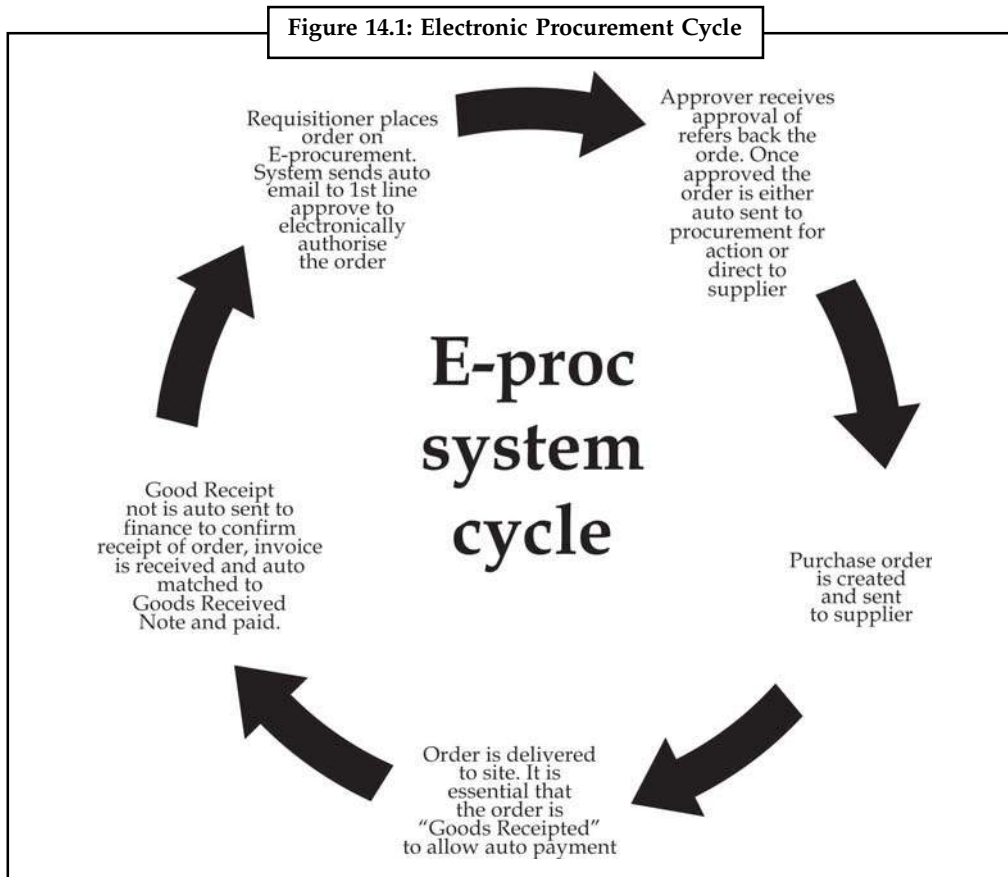 Figure 14.1: Electronic Procurement Cycle
Requisitioner places
order on
E-procurement.
System sends auto
email to 1st line
approve to
electronically
authorise
the order
Approver receives
approval of
refers back the
orde. Once
approved the
order is either
auto sent to
procurement for
action or
direct to
supplier
E-proc
system
cycle
Purchase order
is created
and sent
to supplier
Order is delivered
to site. It is
essential that
the order is
“Goods Receipted”
to allow auto payment
Good Receipt
not is auto sent to
finance to confirm
receipt of order, invoice
is received and auto
matched to
Goods Received
Note and paid.